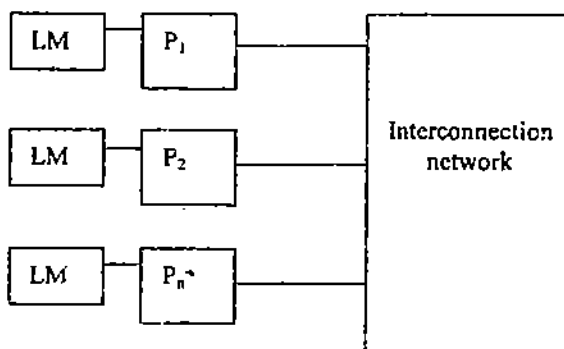 LM P₁
Interconnection
network
LM P₂
LM Pₙ